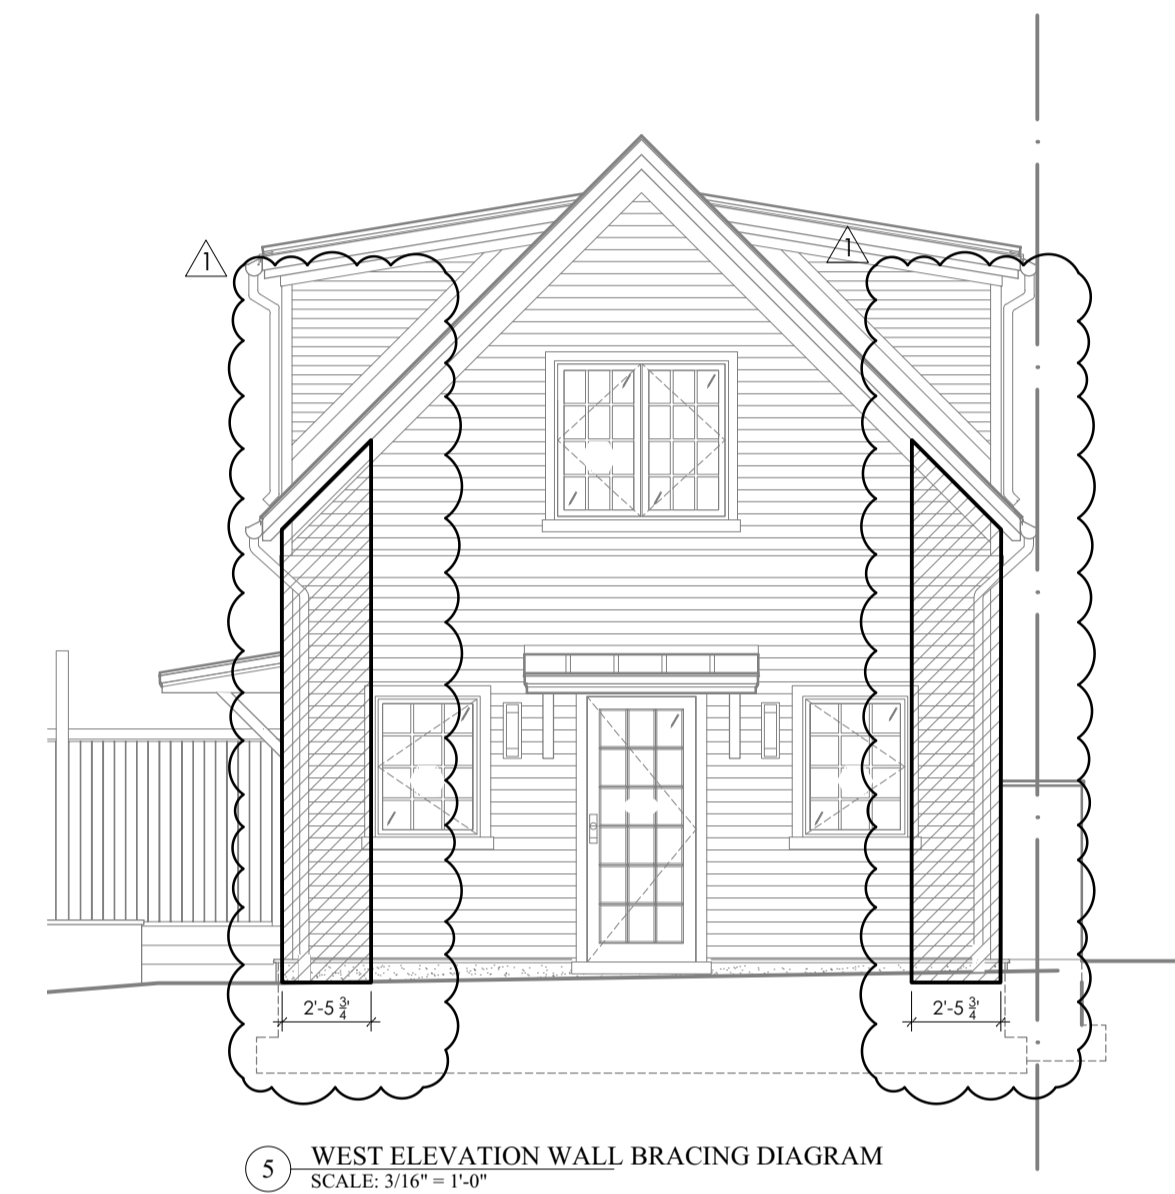 1
1
2'-5 3/4"
2'-5 3/4"
5
WEST ELEVATION WALL BRACING DIAGRAM
SCALE: 3/16" = 1'-0"